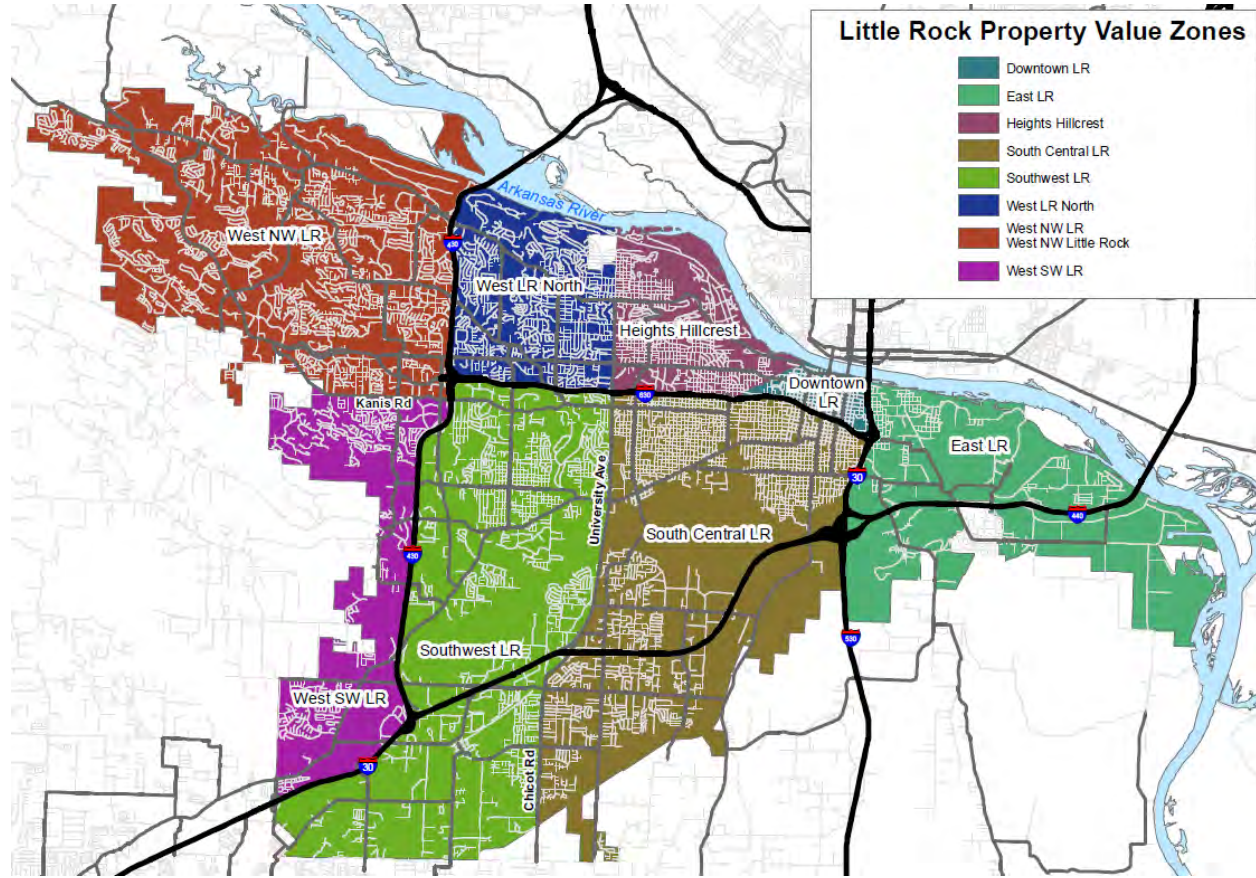 Little Rock Property Value Zones
Downtown LR
East LR
Heights Hillcrest
South Central LR
Southwest LR
West LR North
West NW LR
West NW Little Rock
West SW LR
Arkansas River
West NW LR
430
West LR North
Heights Hillcrest
Downtown
LR
Kanis Rd
630
East LR
University Ave
30
440
South Central LR
430
530
Southwest LR
West SW LR
30
Chicot Rd